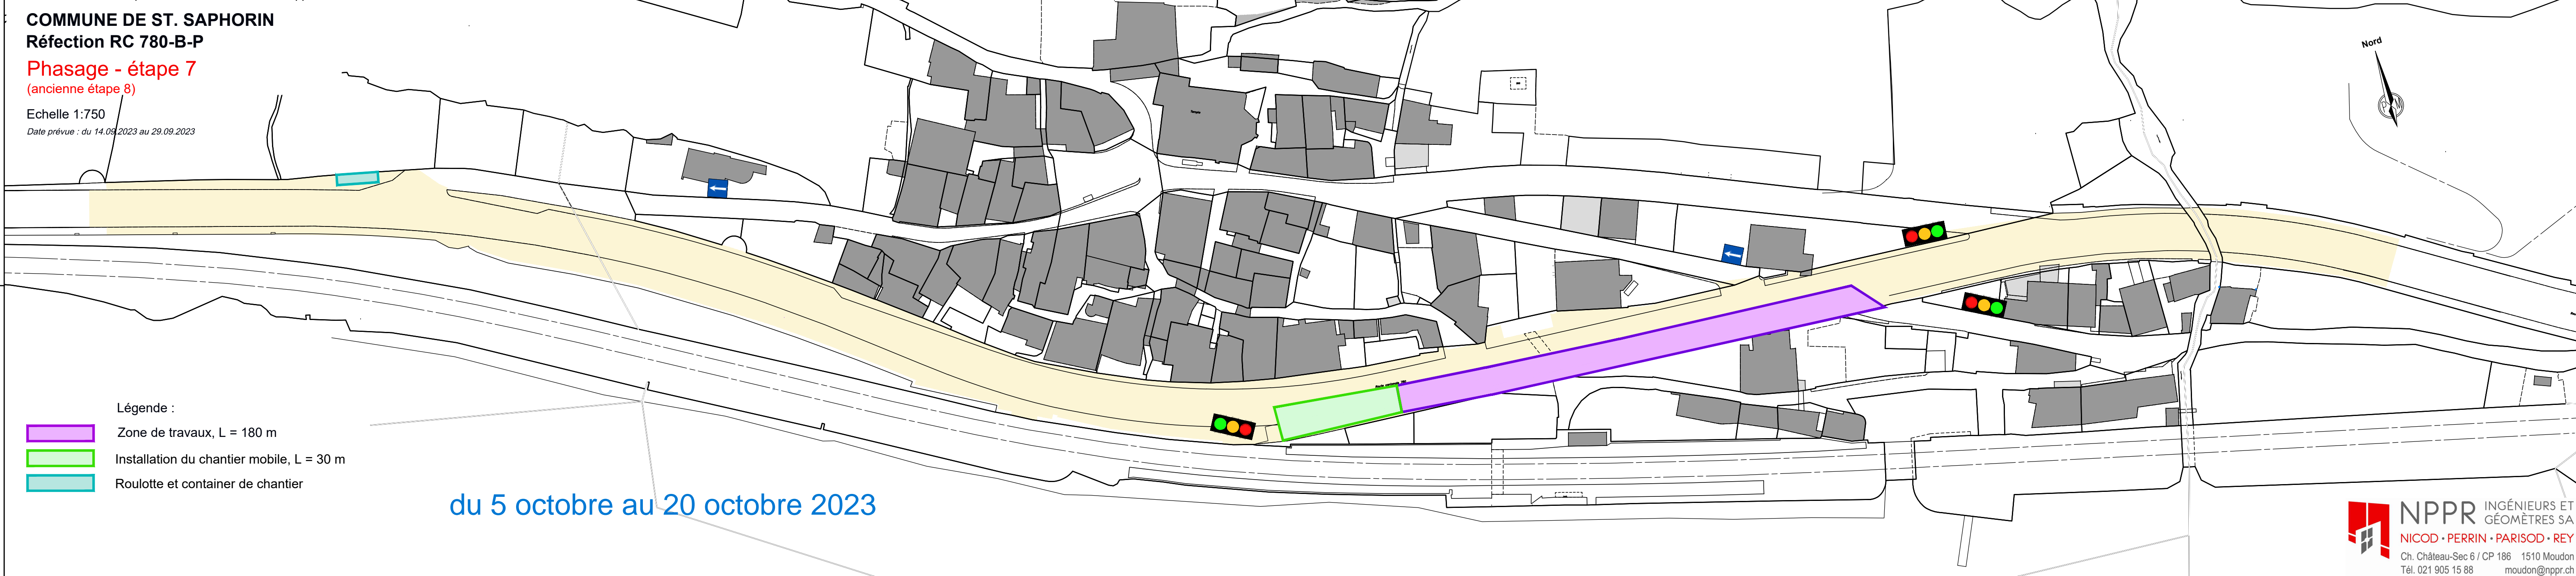 COMMUNE DE ST. SAPHORIN
Réfection RC 780-B-P
Phasage - étape 7
(ancienne étape 8)
Echelle 1:750
Date prévue : du 14.09.2023 au 29.09.2023
Nord
Temple
Légende :
Zone de travaux, L = 180 m
Installation du chantier mobile, L = 30 m
Roulotte et container de chantier
du 5 octobre au 20 octobre 2023
NPPR INGÉNIEURS ET
GÉOMÈTRES SA
NICOD • PERRIN • PARISOD • REY
Ch. Château-Sec 6 / CP 186 1510 Moudon
Tél. 021 905 15 88 moudon@nppr.ch